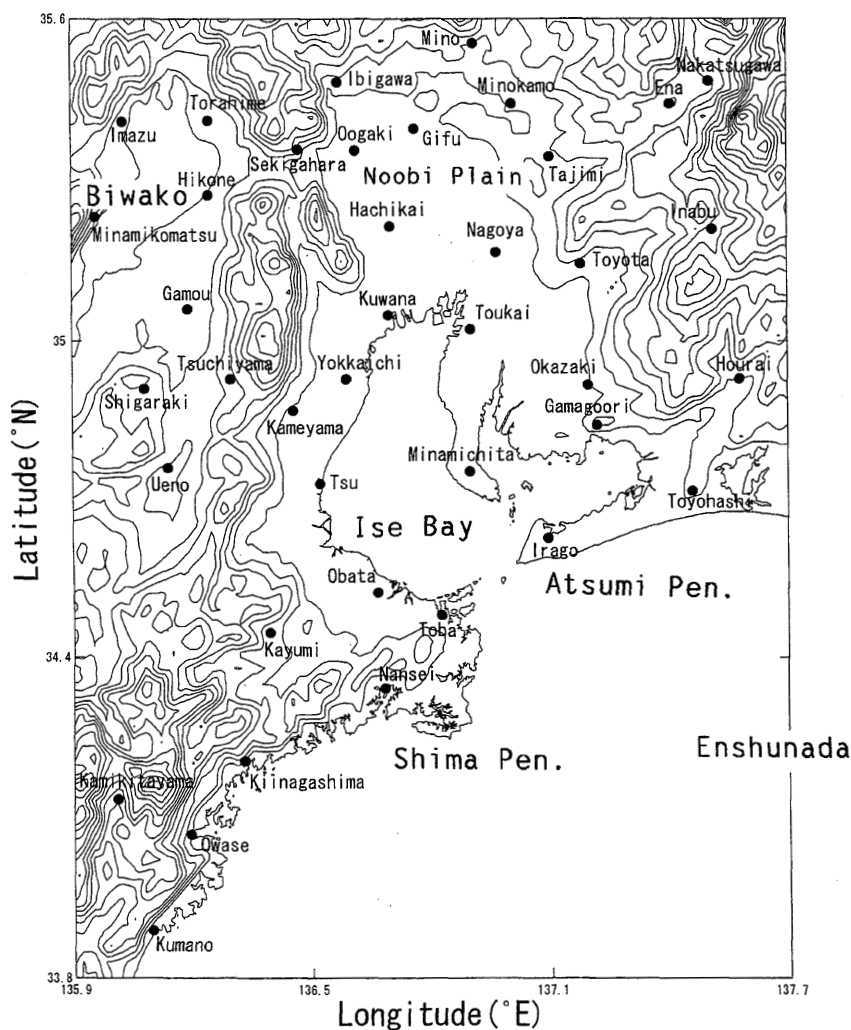 35.6
Mino
Nakatsugawa
Ibigawa
Minokamo
Ena
Torahime
Imazu
Oogaki
Gifu
Sekigahara
Tajimi
Noobi Plain
Hikone
Biwako
Hachikai
Inabu
Minamikomatsu
Nagoya
Toyota
Gamou
Kuwana
Toukai
35
Tsuchiyama
Yokkaichi
Okazaki
Hourai
Shigaraki
Gamagoori
Kameyama
Minamichita
Ueno
Tsu
Toyohash
Ise Bay
Irago
Latitude(°N)
Obata
Atsumi Pen.
Toba
Kayumi
34.4
Nansei
Enshunada
Shima Pen.
Kamikitayama
Kiinagashima
Owase
Kumano
33.8
135.9
136.5
137.1
137.7
Longitude(°E)